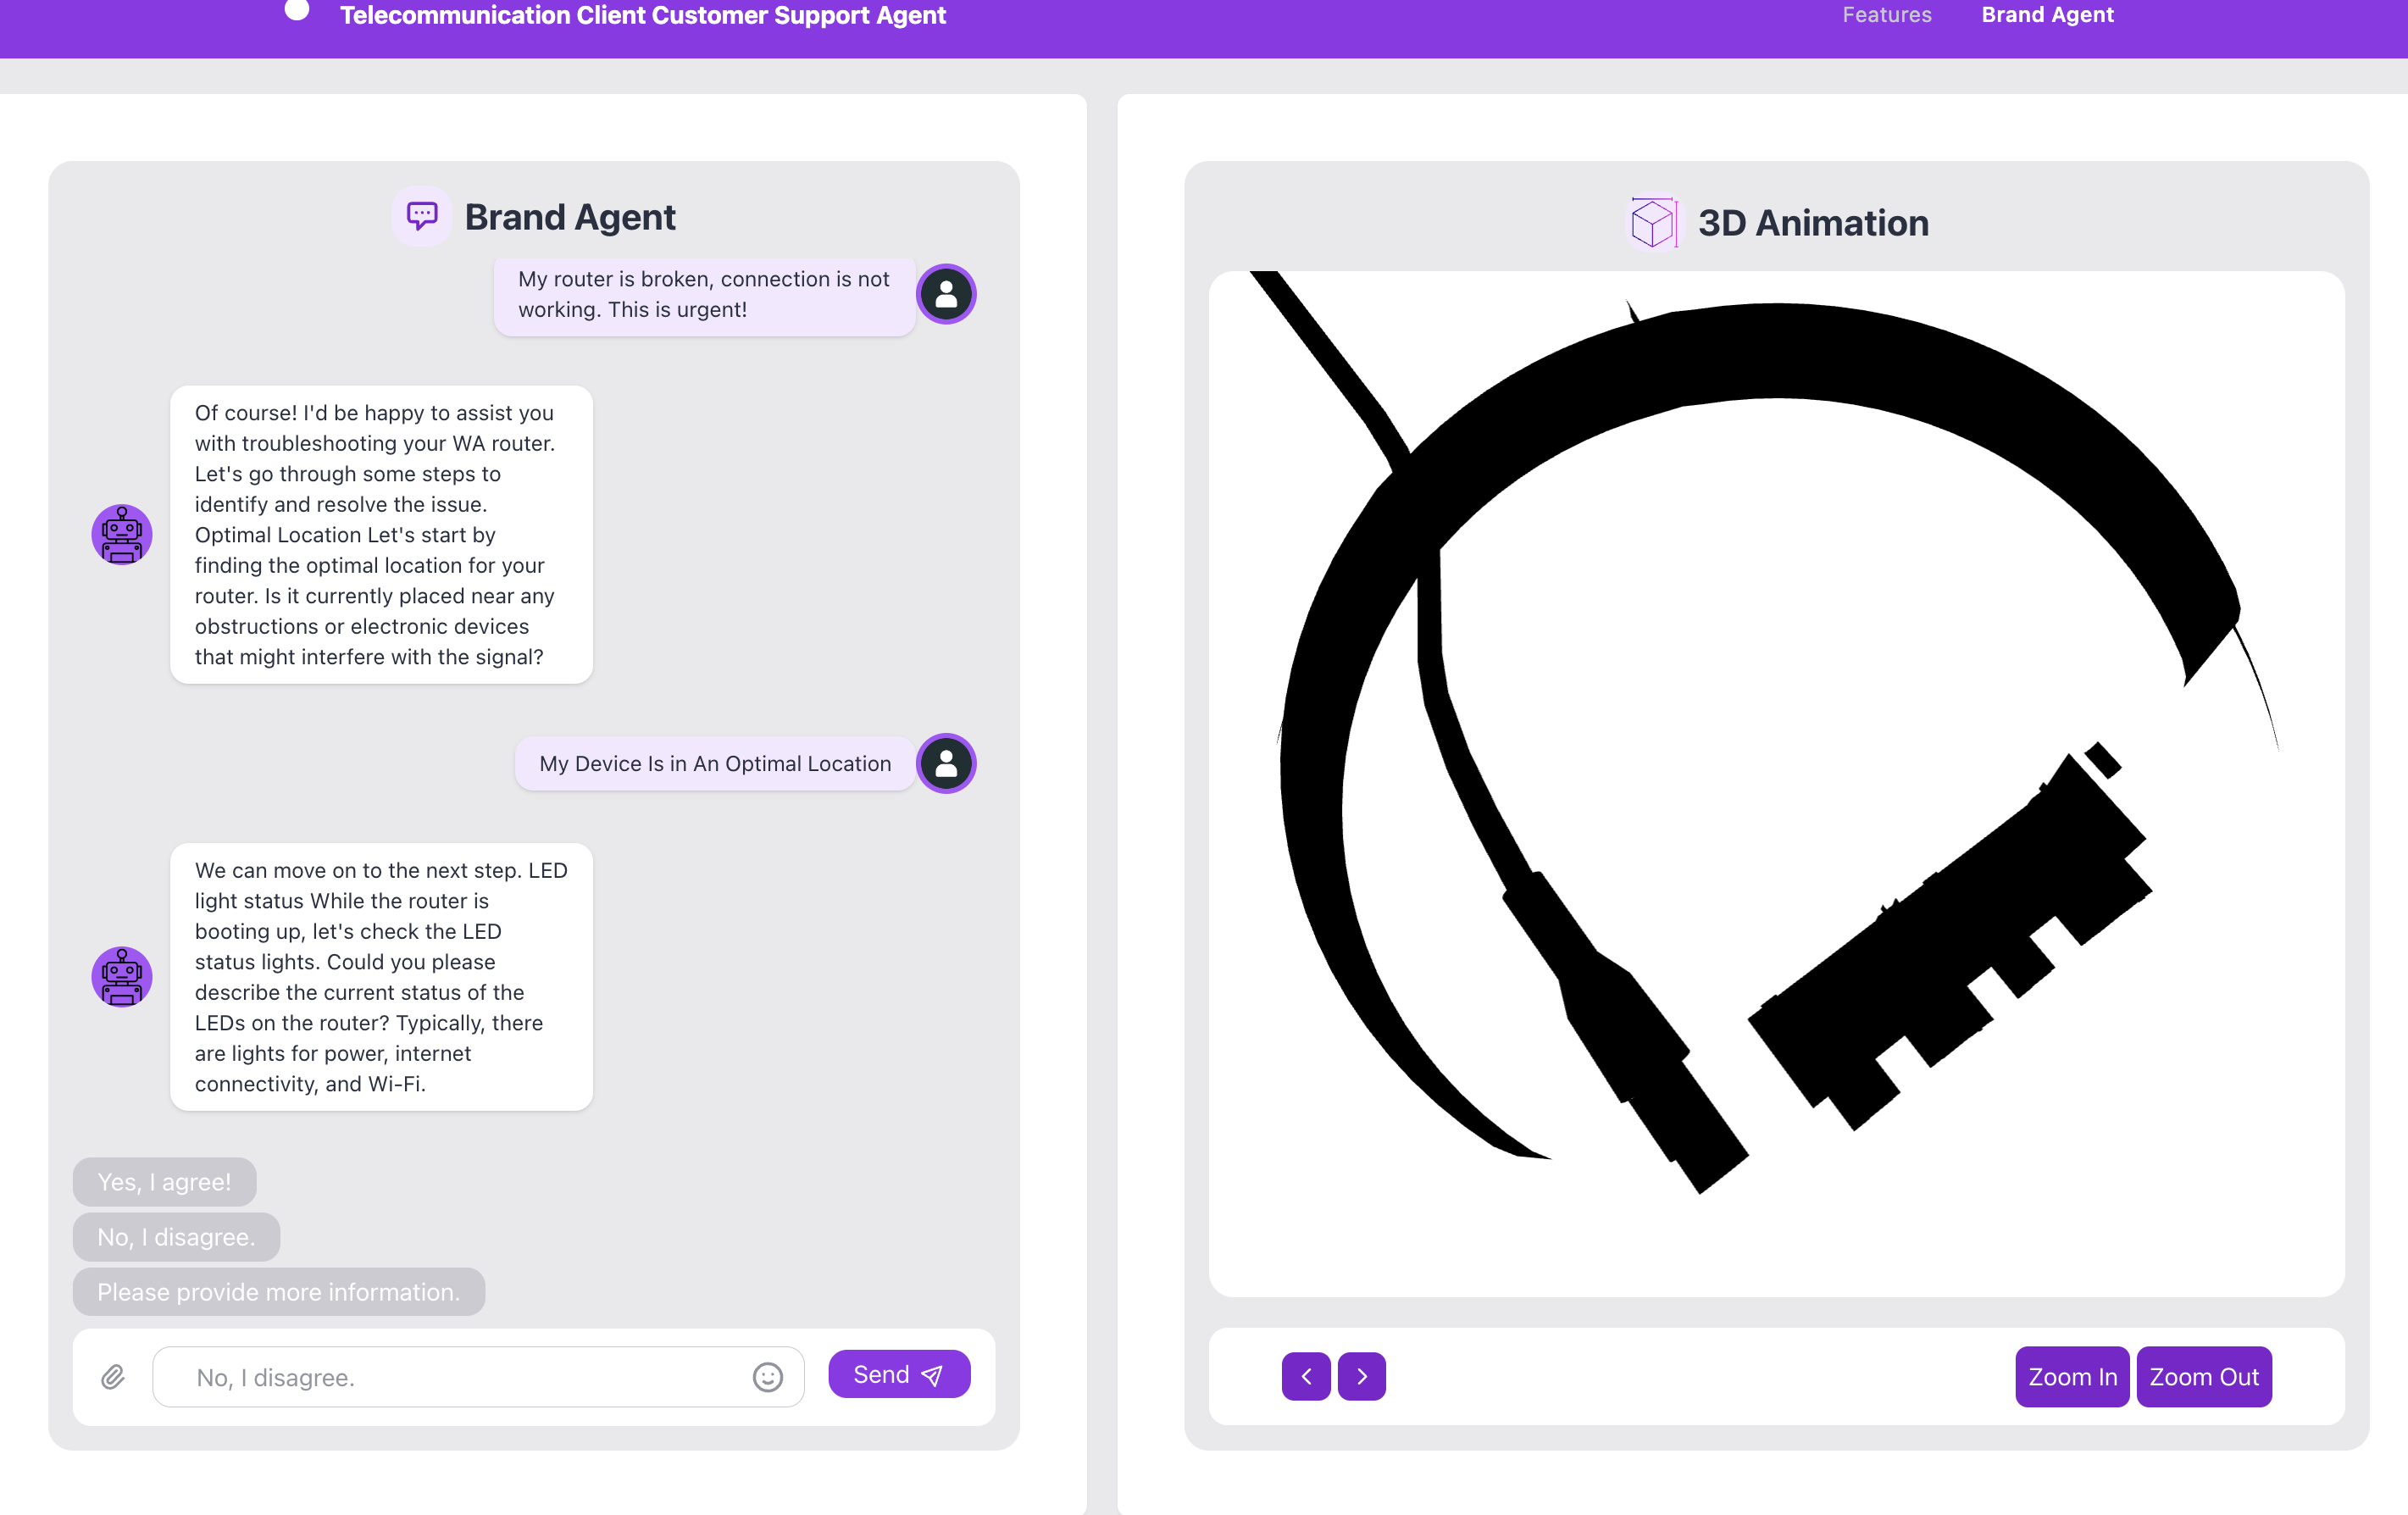 Telecommunication Client Customer Support Agent
Features
Brand Agent
Brand Agent
My router is broken, connection is not
working. This is urgent!
Of course! I'd be happy to assist you
with troubleshooting your WA router.
Let's go through some steps to
identify and resolve the issue.
Optimal Location Let's start by
finding the optimal location for your
router. Is it currently placed near any
obstructions or electronic devices
that might interfere with the signal?
My Device Is in An Optimal Location
We can move on to the next step. LED
light status While the router is
booting up, let's check the LED
status lights. Could you please
describe the current status of the
LEDs on the router? Typically, there
are lights for power, internet
connectivity, and Wi-Fi.
Yes, I agree!
No, I disagree.
Please provide more information.
No, I disagree.
Send
3D Animation
Zoom In
Zoom Out